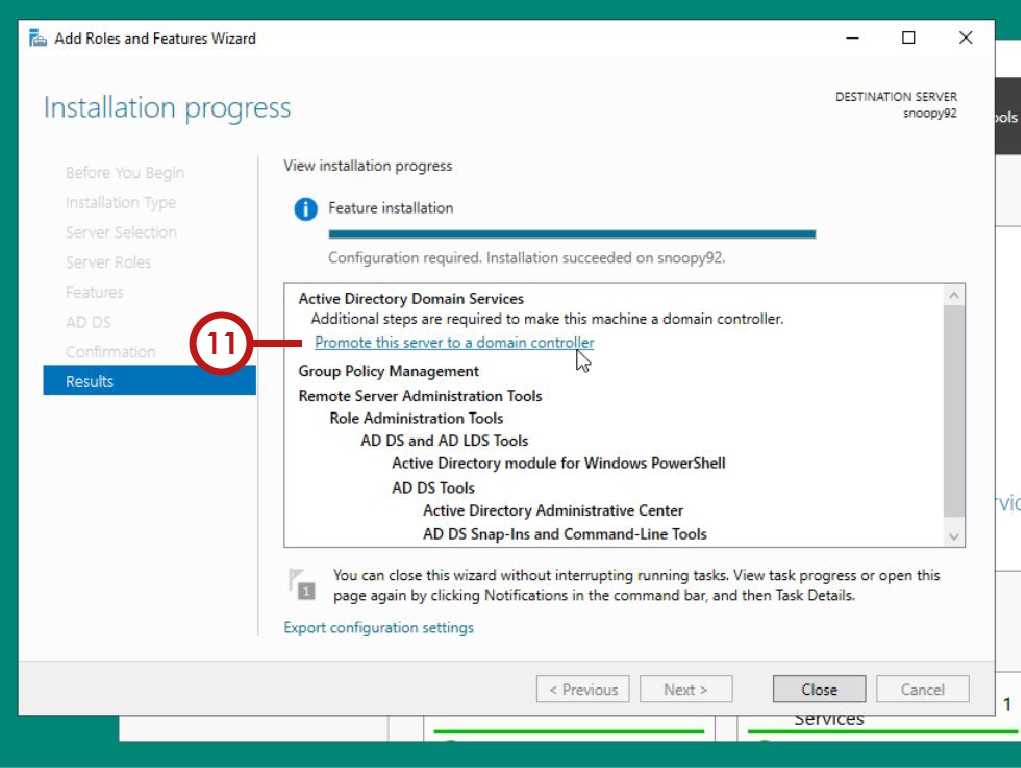 Add Roles and Features Wizard
Installation progress
DESTINATION SERVER
snoopy92
ools
Before You Begin
Installation Type
Server Selection
Server Roles
Features
AD DS
Confirmation
Results
11
View installation progress
Feature installation
Configuration required. Installation succeeded on snoopy92.
Active Directory Domain Services
Additional steps are required to make this machine a domain controller.
Promote this server to a domain controller
Group Policy Management
Remote Server Administration Tools
Role Administration Tools
AD DS and AD LDS Tools
Active Directory module for Windows PowerShell
AD DS Tools
Active Directory Administrative Center
AD DS Snap-Ins and Command-Line Tools
1
You can close this wizard without interrupting running tasks. View task progress or open this
page again by clicking Notifications in the command bar, and then Task Details.
Export configuration settings
< Previous
Next >
Close
Cancel
vic
1
Services